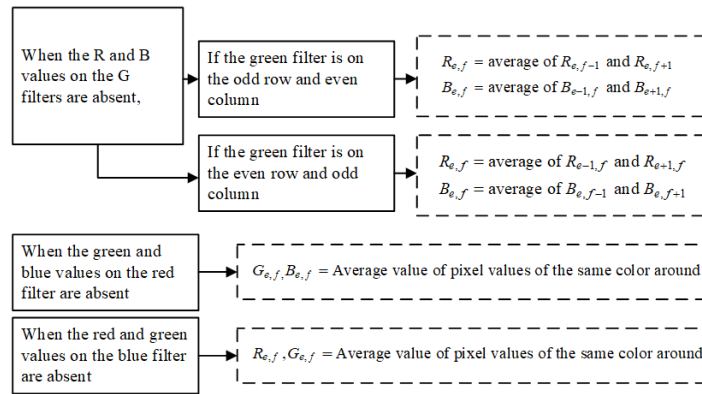 When the R and B
values on the G
filters are absent,
If the green filter is on
the odd row and even
column
R_{e,f} = average of R_{e,f-1} and R_{e,f+1}
B_{e,f} = average of B_{e-1,f} and B_{e+1,f}
If the green filter is on
the even row and odd
column
R_{e,f} = average of R_{e-1,f} and R_{e+1,f}
B_{e,f} = average of B_{e,f-1} and B_{e,f+1}
When the green and
blue values on the red
filter are absent
G_{e,f}, B_{e,f} = Average value of pixel values of the same color around
When the red and green
values on the blue filter
are absent
R_{e,f}, G_{e,f} = Average value of pixel values of the same color around